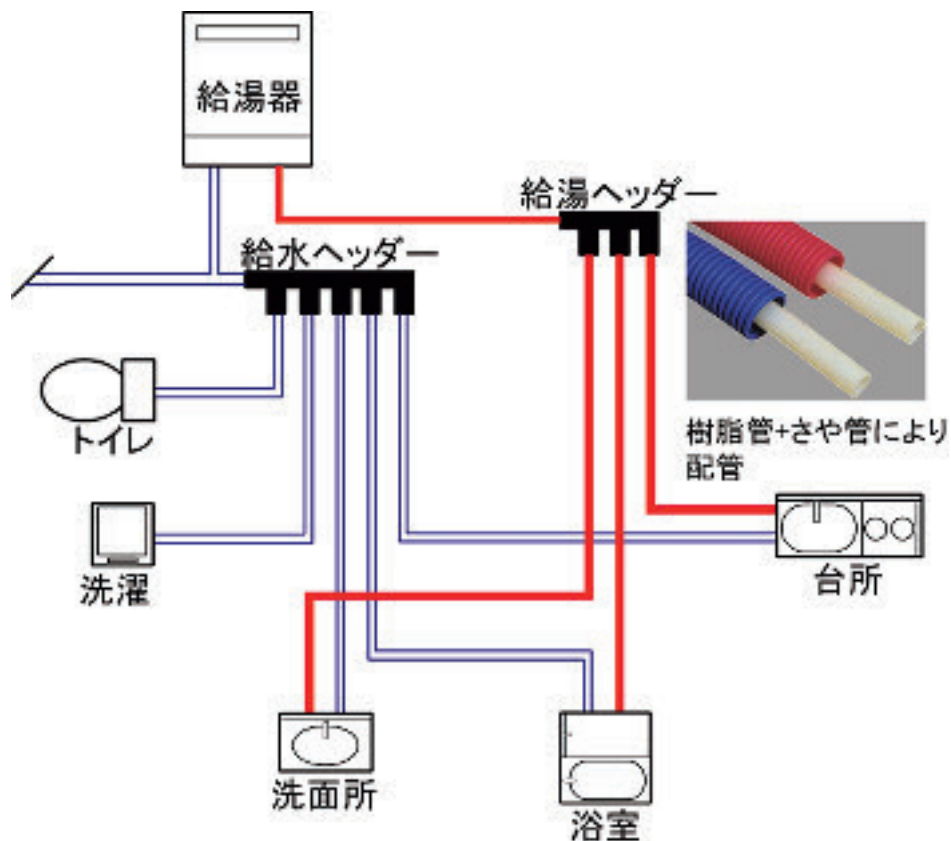 給湯器
給湯ヘッダー
給水ヘッダー
トイレ
樹脂管+さや管により
配管
洗濯
台所
洗面所
浴室